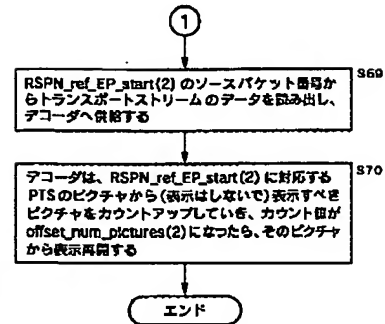 1
S69
RSPN_ref_EP_start(2)のソースパケット番号か
らトランスポートストリームのデータを読み出し、
デコーダへ供給する
S70
デコーダは、RSPN_ref_EP_start(2)に対応する
PTSのピクチャから(表示はしないで)表示すべき
ピクチャをカウントアップしていき、カウント値が
offset_num_pictures(2)になったら、そのピクチャ
から表示再開する
エンド